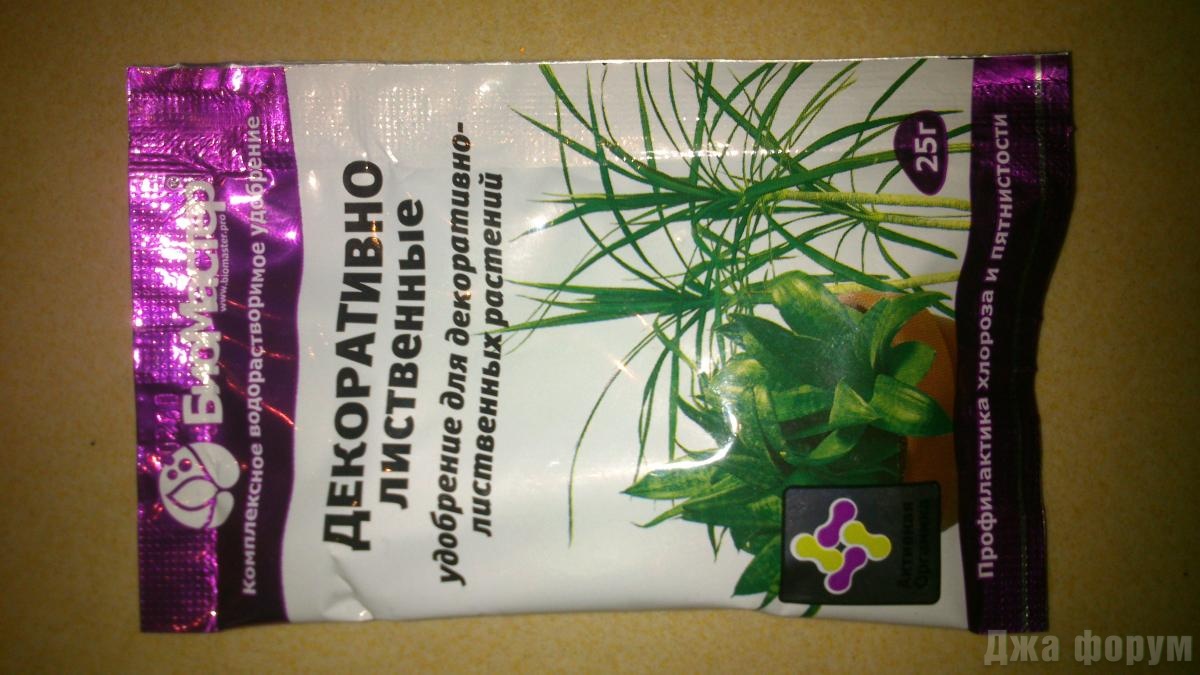 Биомастер®
www.biomaster.pro
Комплексное водорастворимое удобрение
ДЕКОРАТИВНО
ЛИСТВЕННЫЕ
удобрение для декоративно-
лиственных растений
25г
Активная
Органика
Профилактика хлороза и пятнистости
Джа форум